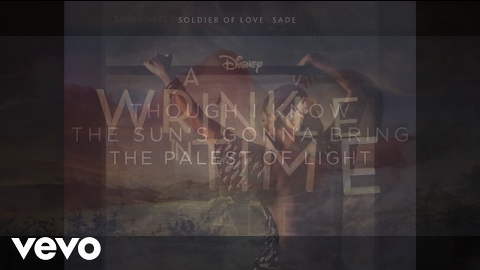 SOLDIER OF LOVE SADE
Disney
A
WRINKLE
IN TIME
THOUGH I KNOW
THE SUN'S GONNA BRING
THE PALEST OF LIGHT
vevo